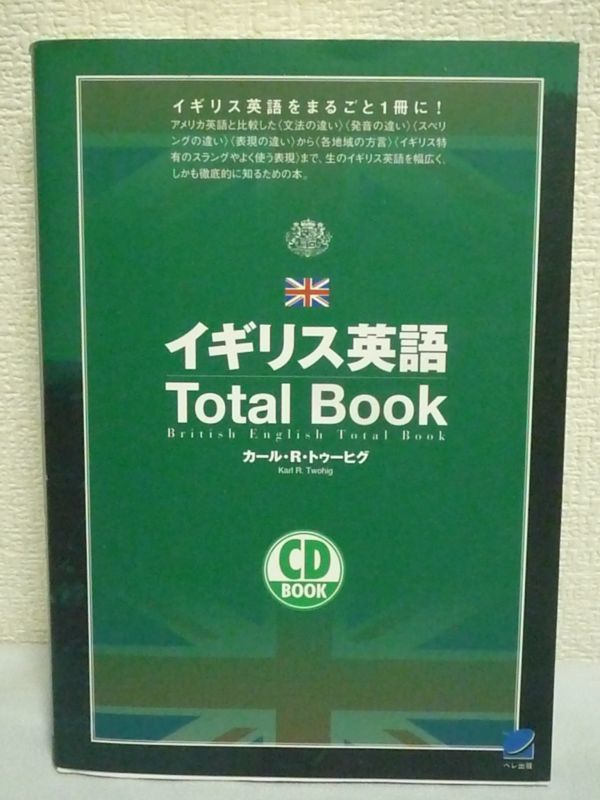 イギリス英語をまるごと1冊に！
アメリカ英語と比較した〈文法の違い〉〈発音の違い〉〈スペリ
ングの違い〉〈表現の違い〉から〈各地域の方言〉〈イギリス特
有のスラングやよく使う表現〉まで、生のイギリス英語を幅広く、
しかも徹底的に知るための本。
イギリス英語
Total Book
British English Total Book
カール・R・トゥーヒグ
Karl R. Twohig
CD
BOOK
ベレ出版